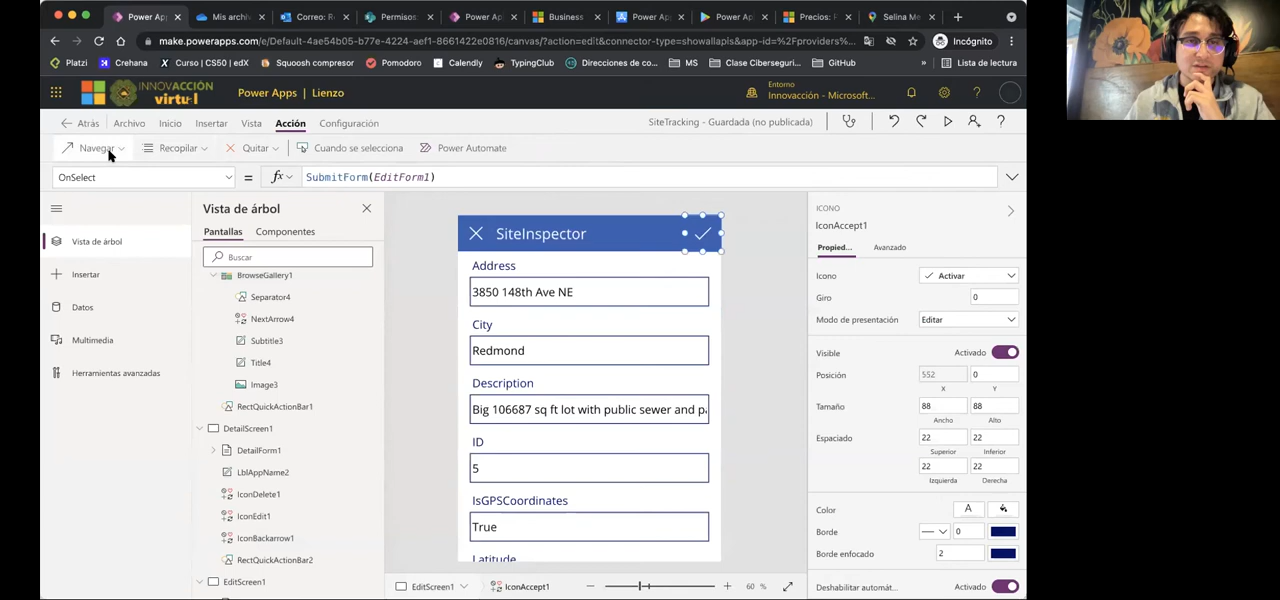 Power App
Mis archiv
Correo: R
Permisos
Power Ap
Business
Power Ap
Power Ap
Precios: P
Selina Me
make.powerapps.com/e/Default-4ae54b05-b77e-4224-aef1-8661422e0816/canvas/?action=edit&connector-type=showallapis&app-id=%2Fproviders%...
Incógnito
Platzi
Crehana
Curso | CS50 | edX
Squoosh compresor
Pomodoro
Calendly
TypingClub
Direcciones de co...
MS
Clase Cibersegur...
GitHub
»
Lista de lectura
INNOVACCIÓN
virtual
Power Apps | Lienzo
Entorno
Innovacción - Microsoft...
Atrás
Archivo
Inicio
Insertar
Vista
Acción
Configuración
SiteTracking - Guardada (no publicada)
Navegar
Recopilar
Quitar
Cuando se selecciona
Power Automate
OnSelect
=
fx
SubmitForm(EditForm1)
Vista de árbol
Insertar
Datos
Multimedia
Herramientas avanzadas
Vista de árbol
Pantallas
Componentes
Buscar
BrowseGallery1
Separator4
NextArrow4
Subtitle3
Title4
Image3
RectQuickActionBar1
DetailScreen1
DetailForm1
LblAppName2
IconDelete1
IconEdit1
IconBackarrow1
RectQuickActionBar2
EditScreen1
SiteInspector
Address
3850 148th Ave NE
City
Redmond
Description
Big 106687 sq ft lot with public sewer and pa
ID
5
IsGPSCoordinates
True
Latitude
EditScreen1
IconAccept1
60 %
ICONO
IconAccept1
Propied...
Avanzado
Icono
Activar
Giro
0
Modo de presentación
Editar
Visible
Activado
Posición
552
0
X
Y
Tamaño
88
88
Ancho
Alto
Espaciado
22
22
Superior
Inferior
22
22
Izquierda
Derecha
Color
A
Borde
0
Borde enfocado
2
Deshabilitar automát...
Activado